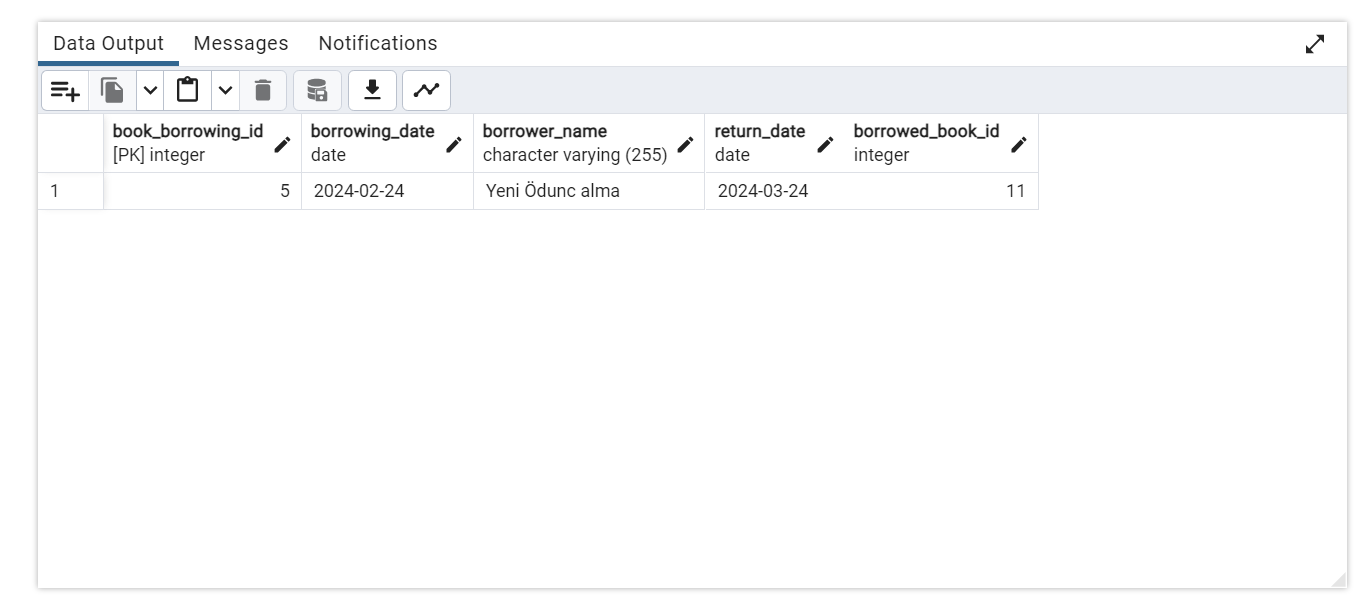 Data Output Messages Notifications
book_borrowing_id borrowing_date borrower_name return_date borrowed_book_id
[PK] integer date character varying (255) date integer
1 5 2024-02-24 Yeni Ödunc alma 2024-03-24 11